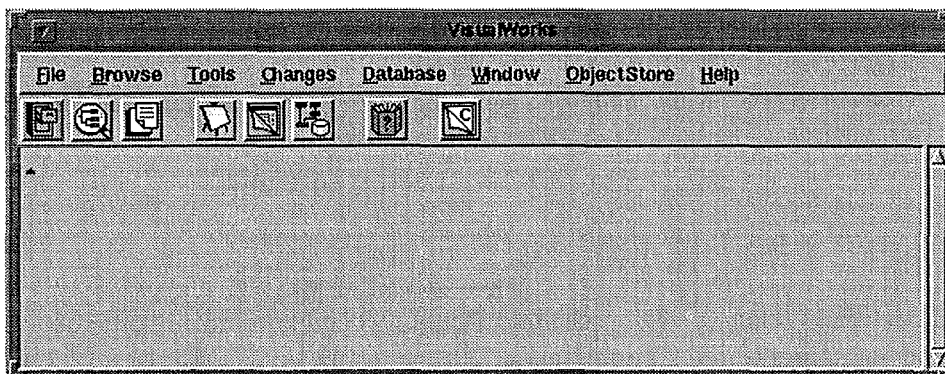 VisualWorks
File Browse Tools Changes Database Window ObjectStore Help
?
C